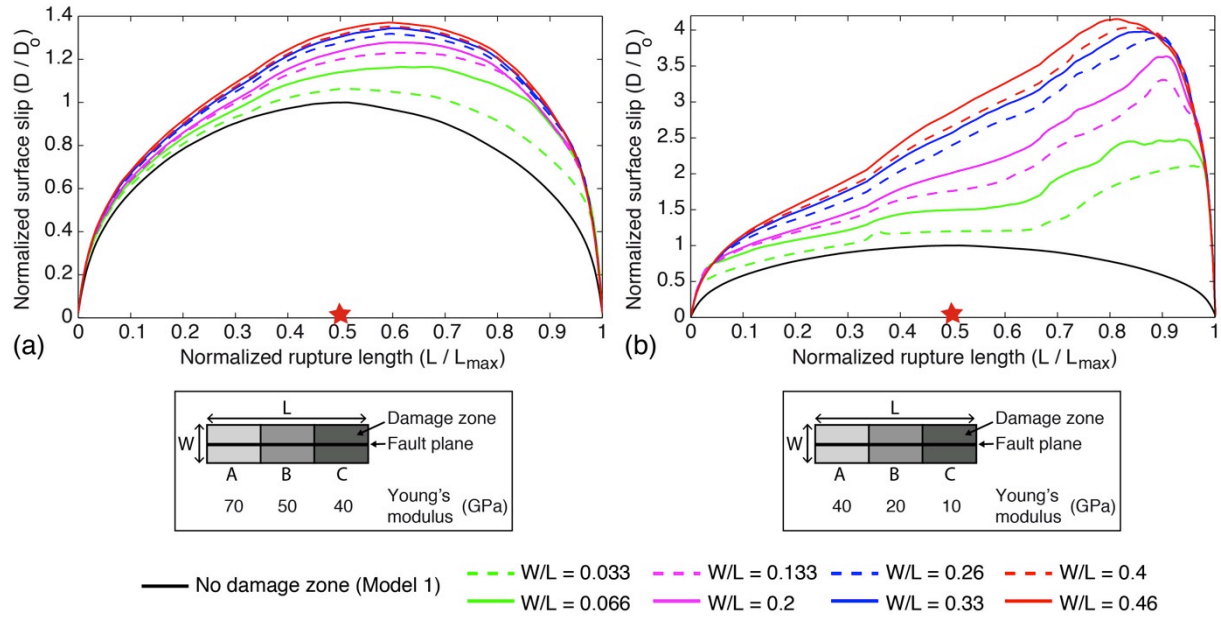 1.4
1.2
1
0.8
0.6
0.4
0.2
0
Normalized surface slip (D / Do)
0 0.1 0.2 0.3 0.4 0.5 0.6 0.7 0.8 0.9 1
Normalized rupture length (L / Lmax)
(a)
4
3.5
3
2.5
2
1.5
1
0.5
0
Normalized surface slip (D / Do)
0 0.1 0.2 0.3 0.4 0.5 0.6 0.7 0.8 0.9 1
Normalized rupture length (L / Lmax)
(b)
L
W
Damage zone
Fault plane
A B C
70 50 40 Young's modulus (GPa)
L
W
Damage zone
Fault plane
A B C
40 20 10 Young's modulus (GPa)
No damage zone (Model 1)
W/L = 0.033 W/L = 0.133 W/L = 0.26 W/L = 0.4
W/L = 0.066 W/L = 0.2 W/L = 0.33 W/L = 0.46